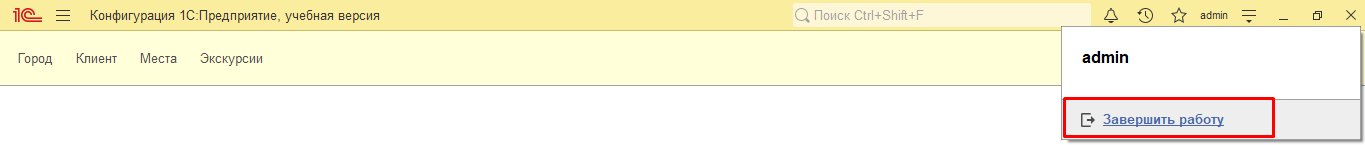 1С Конфигурация 1С:Предприятие, учебная версия Поиск Ctrl+Shift+F admin
Город Клиент Места Экскурсии
admin
Завершить работу